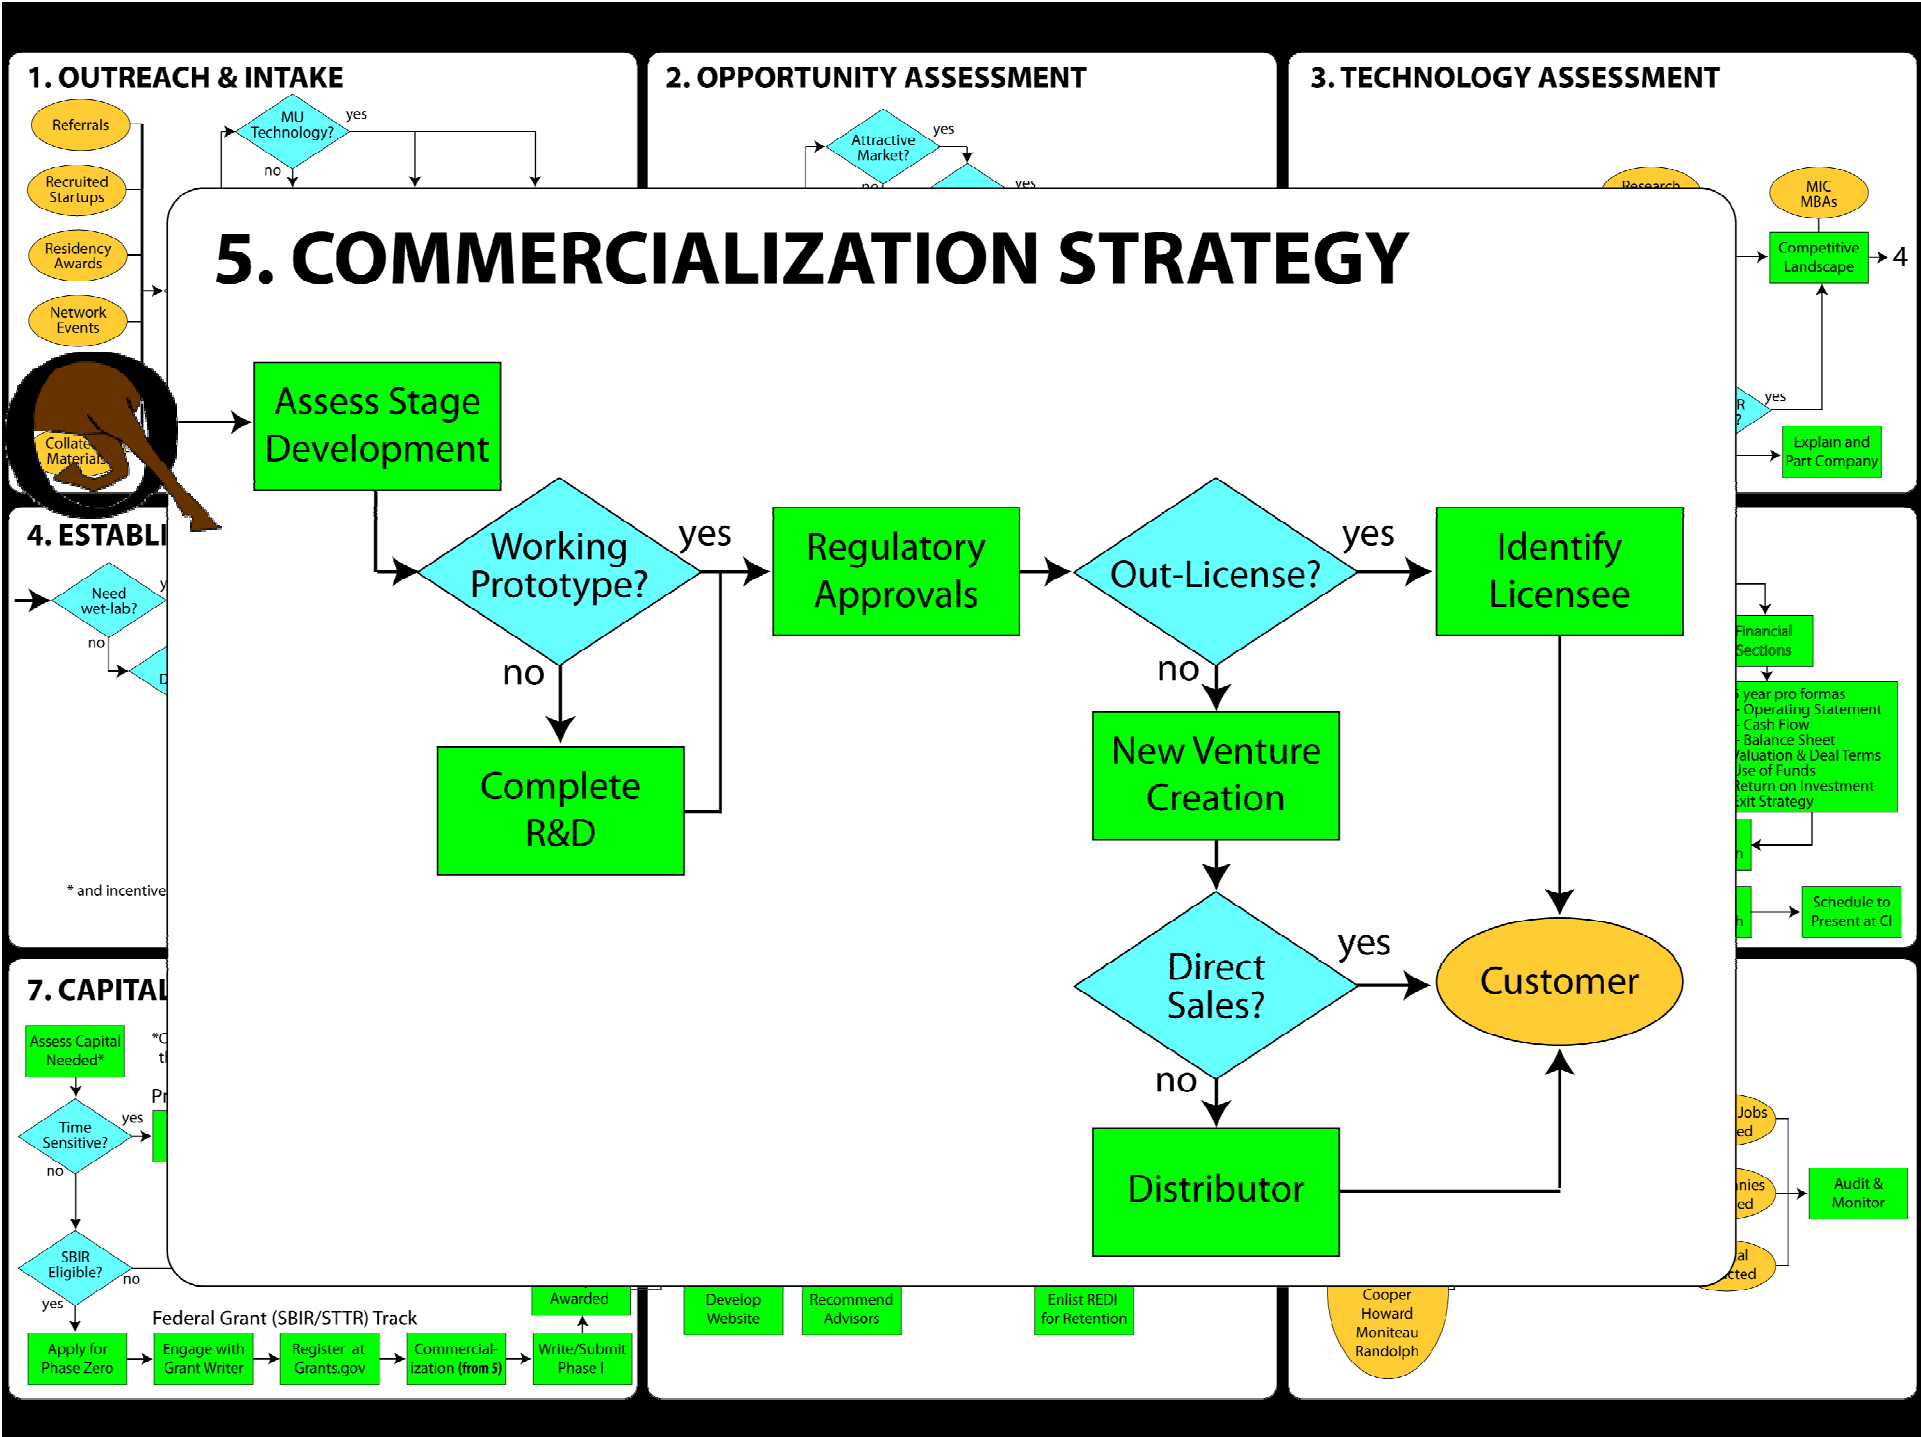 1. OUTREACH & INTAKE
Referrals
Recruited
Startups
Residency
Awards
Network
Events
Materials
MU
Technology?
yes
no
2. OPPORTUNITY ASSESSMENT
Attractive
Market?
yes
no
yes
3. TECHNOLOGY ASSESSMENT
Research
MIC
MBAs
Competitive
Landscape
4
yes
?
Explain and
Part Company
5. COMMERCIALIZATION STRATEGY
Assess Stage
Development
Working
Prototype?
yes
no
Complete
R&D
Regulatory
Approvals
Out-License?
yes
no
Identify
Licensee
New Venture
Creation
Direct
Sales?
yes
no
Customer
Distributor
4.
Need
wet-lab?
no
* and incentive
Financial
Sections
year pro formas
- Operating Statement
- Cash Flow
- Balance Sheet
Valuation & Deal Terms
Use of Funds
Return on Investment
Exit Strategy
Schedule to
Present at CI
7. CAPITAL
Assess Capital
Needed*
Time
Sensitive?
yes
no
SBIR
Eligible?
no
yes
Federal Grant (SBIR/STTR) Track
Apply for
Phase Zero
Engage with
Grant Writer
Register at
Grants.gov
Commercial-
ization (from 5)
Awarded
Write/Submit
Phase I
Develop
Website
Recommend
Advisors
Enlist REDI
for Retention
Cooper
Howard
Moniteau
Randolph
Jobs
Audit &
Monitor